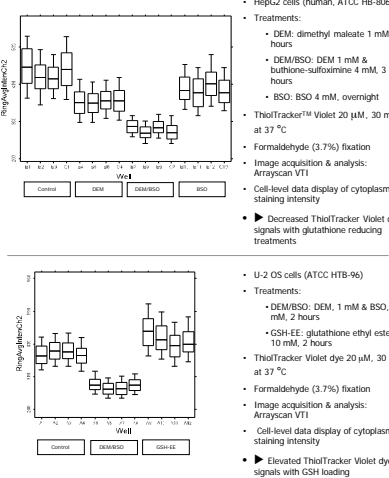 HepG2 cells (human, ATCC HB-806
Treatments:
DEM: dimethyl maleate 1 mM
hours
DEM/BSO: DEM 1 mM &
buthione-sulfoximine 4 mM, 3
hours
BSO: BSO 4 mM, overnight
ThiolTracker™ Violet 20 µM, 30 m
at 37 °C
Formaldehyde (3.7%) fixation
Image acquisition & analysis:
Arrayscan VTI
Cell-level data display of cytoplasm
staining intensity
► Decreased ThiolTracker Violet
signals with glutathione reducing
treatments
RingAvgIntenCh2
Well
Control DEM DEM/BSO BSO
U-2 OS cells (ATCC HTB-96)
Treatments:
DEM/BSO: DEM, 1 mM & BSO,
mM, 2 hours
GSH-EE: glutathione ethyl este
10 mM, 2 hours
ThiolTracker Violet dye 20 µM, 30
at 37 °C
Formaldehyde (3.7%) fixation
Image acquisition & analysis:
Arrayscan VTI
Cell-level data display of cytoplasm
staining intensity
► Elevated ThiolTracker Violet dye
signals with GSH loading
RingAvgIntenCh2
Well
Control DEM/BSO GSH-EE